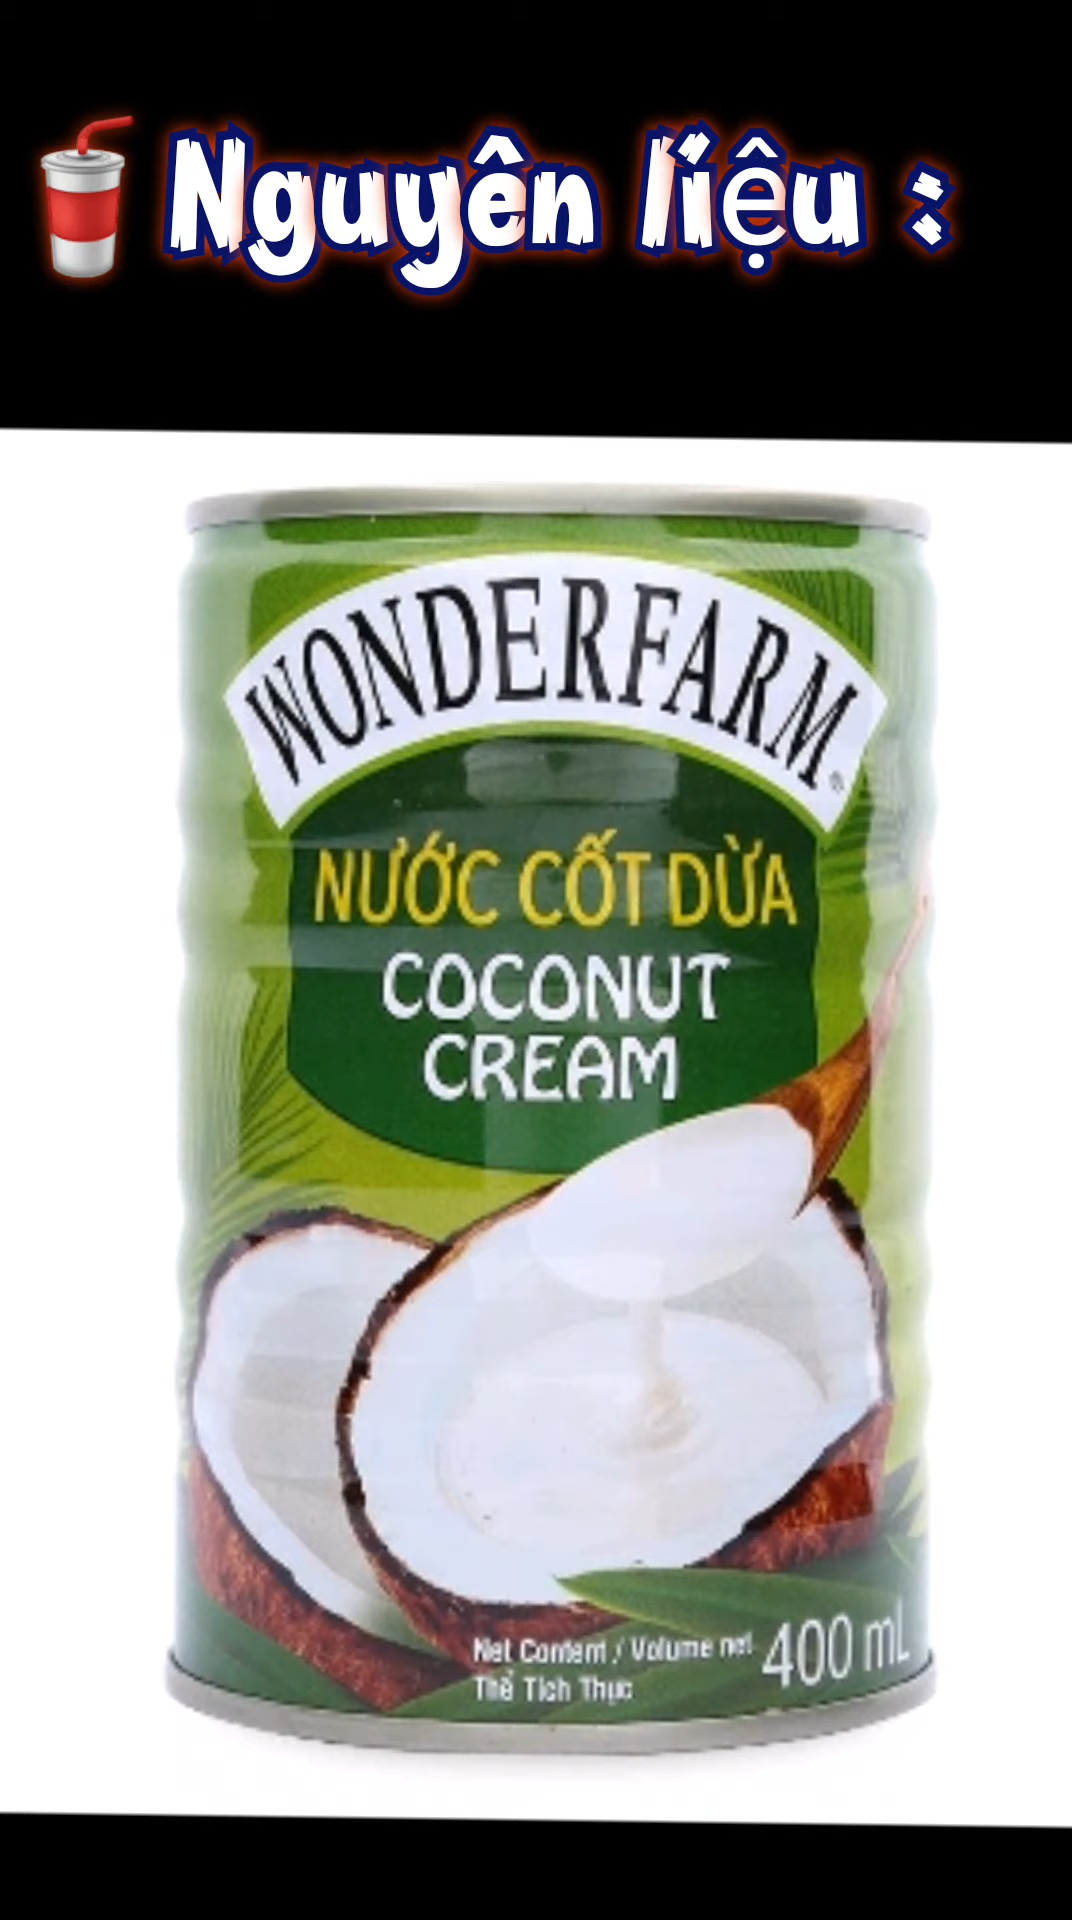 🥤 Nguyên liệu :
WONDERFARM®
NƯỚC CỐT DỪA
COCONUT
CREAM
Net Content / Volume net 400 mL
Thể Tích Thực